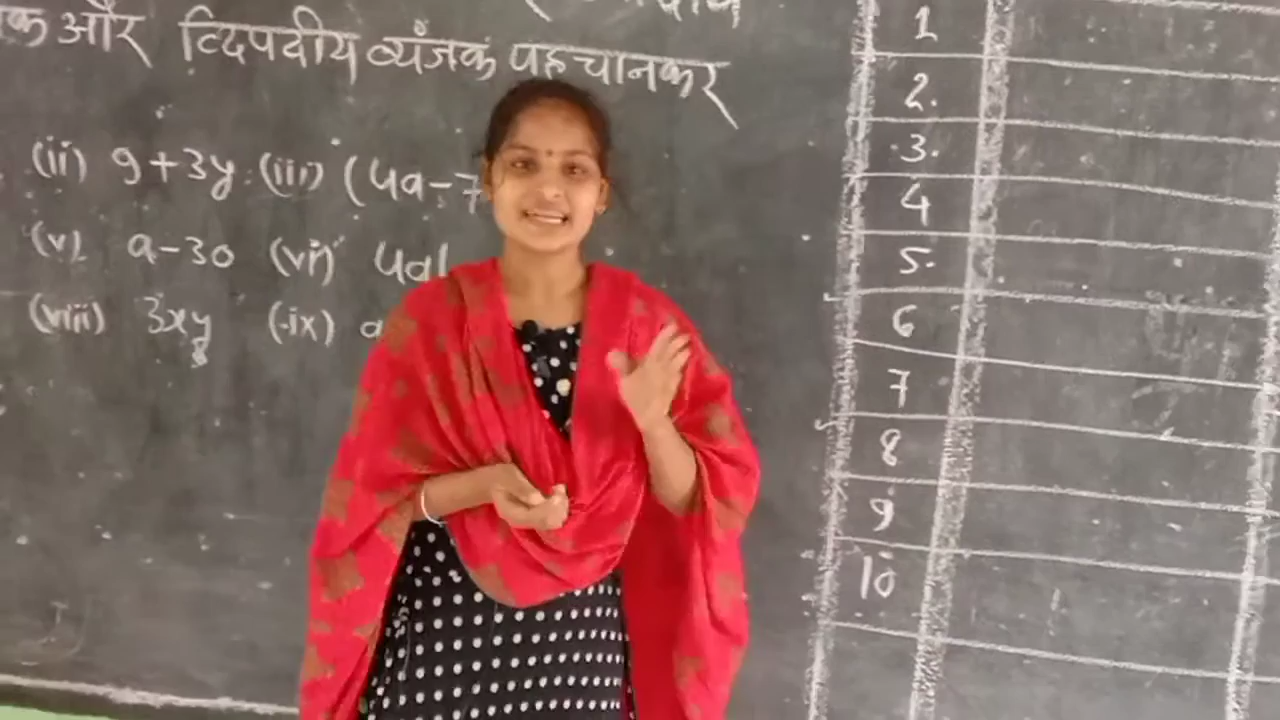 और द्विपदीय व्यंजक पहचानकर
(ii) 9+3y (iii) (4a-7
(v) a-30 (vi)
(viii) 3xy (ix) a
1
2.
3.
4
5.
6
7
8
9
10